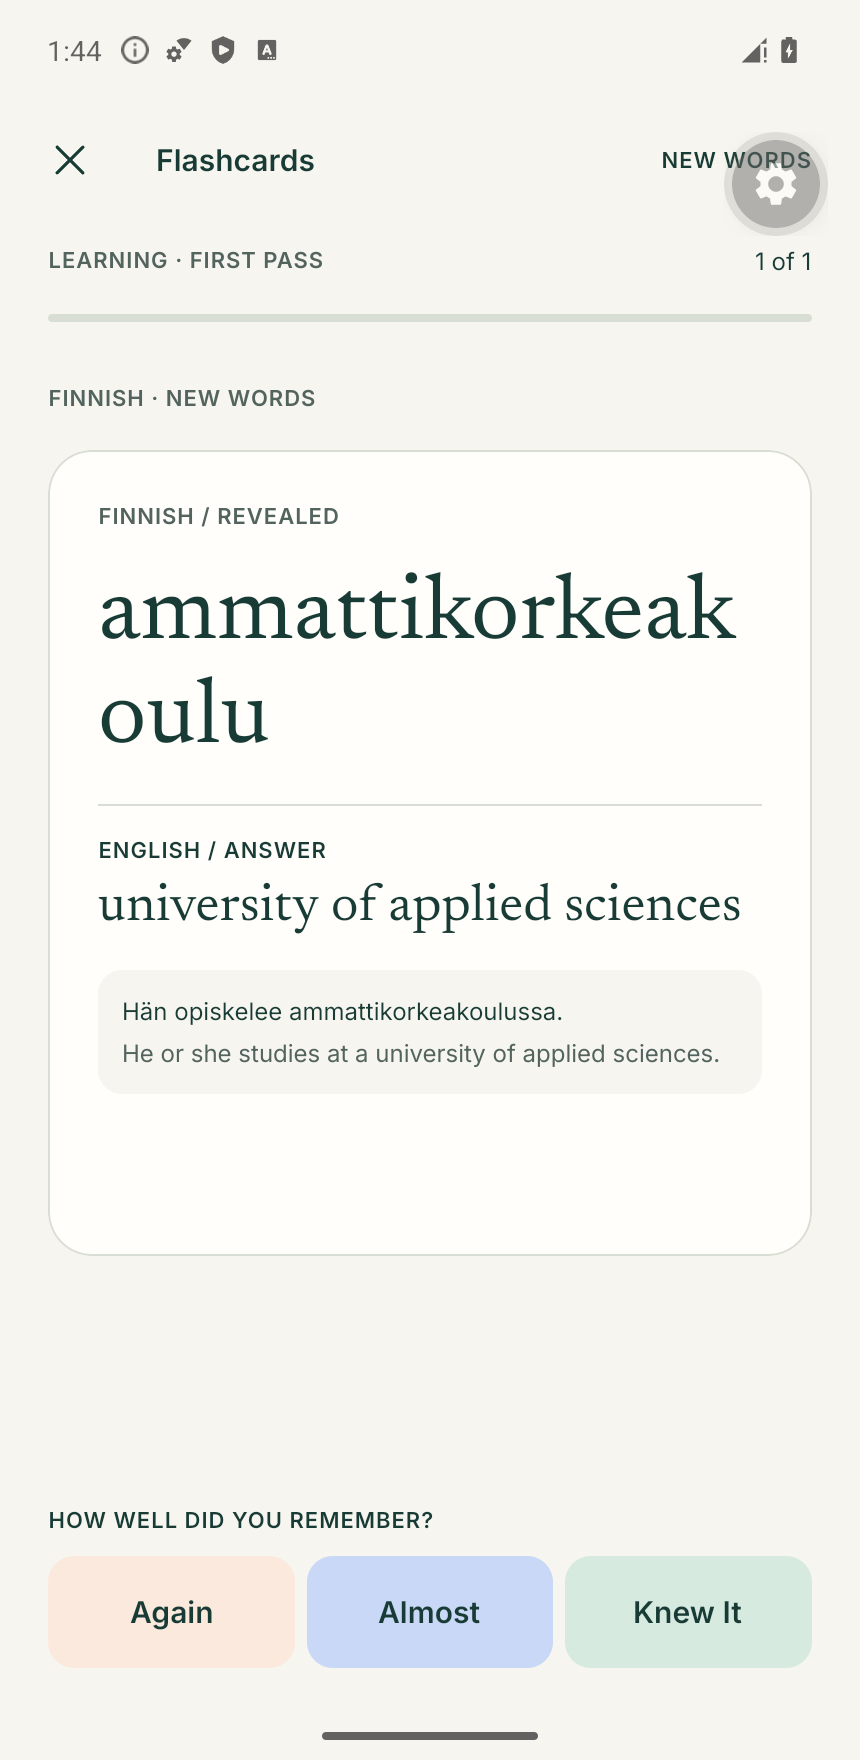 1:44
Flashcards
NEW WORDS
LEARNING · FIRST PASS
1 of 1
FINNISH · NEW WORDS
FINNISH / REVEALED
ammattikorkeak
oulu
ENGLISH / ANSWER
university of applied sciences
Hän opiskelee ammattikorkeakoulussa.
He or she studies at a university of applied sciences.
HOW WELL DID YOU REMEMBER?
Again
Almost
Knew It